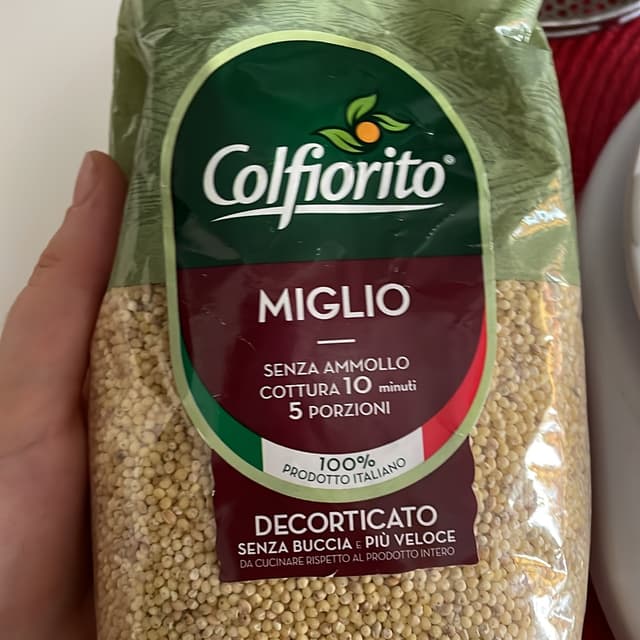 Colfiorito®
MIGLIO
SENZA AMMOLLO
COTTURA 10 minuti
5 PORZIONI
100%
PRODOTTO ITALIANO
DECORTICATO
SENZA BUCCIA E PIÙ VELOCE
DA CUCINARE RISPETTO AL PRODOTTO INTERO